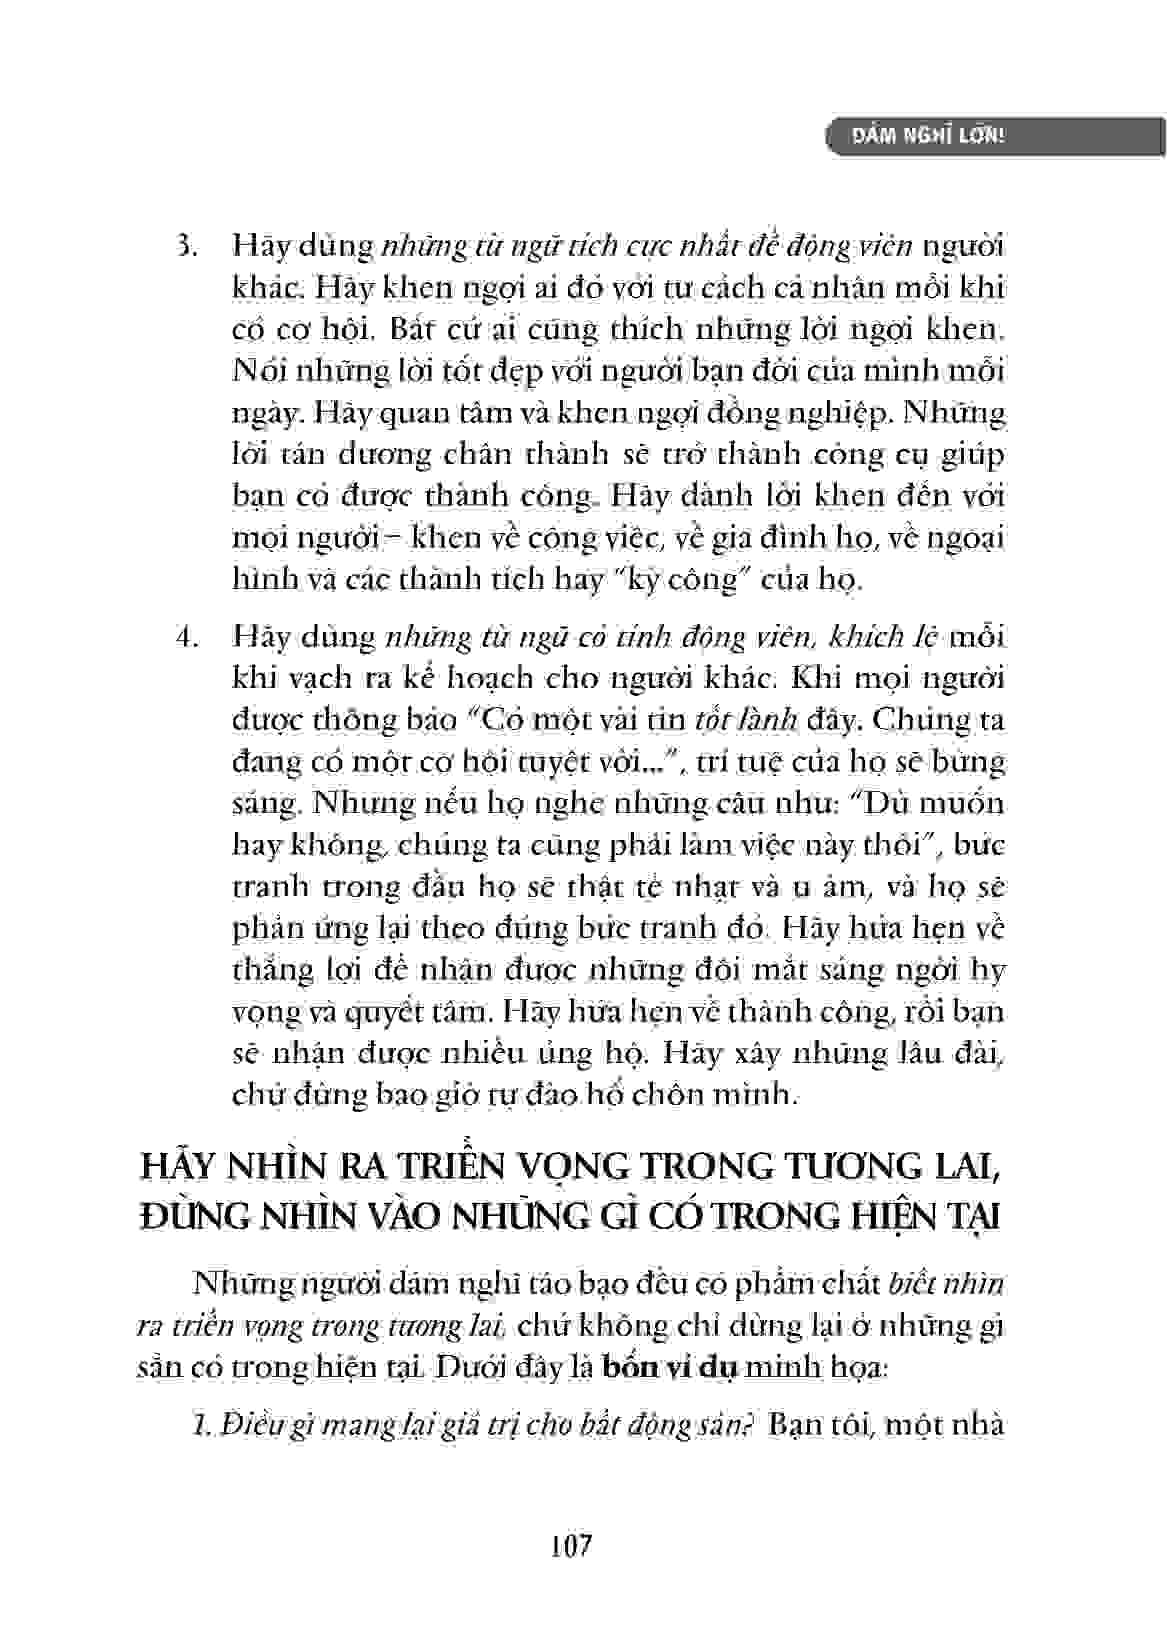 DÁM NGHĨ LỚN!
3. Hãy dùng những từ ngữ tích cực nhất để động viên người
khác. Hãy khen ngợi ai đó với tư cách cá nhân mỗi khi
có cơ hội. Bất cứ ai cũng thích những lời ngợi khen.
Nói những lời tốt đẹp với người bạn đời của mình mỗi
ngày. Hãy quan tâm và khen ngợi đồng nghiệp. Những
lời tán dương chân thành sẽ trở thành công cụ giúp
bạn có được thành công. Hãy dành lời khen đến với
mọi người – khen về công việc, về gia đình họ, về ngoại
hình và các thành tích hay “kỳ công” của họ.
4. Hãy dùng những từ ngữ có tính động viên, khích lệ mỗi
khi vạch ra kế hoạch cho người khác. Khi mọi người
được thông báo “Có một vài tin tốt lành đây. Chúng ta
đang có một cơ hội tuyệt vời...”, trí tuệ của họ sẽ bừng
sáng. Nhưng nếu họ nghe những câu như: “Dù muốn
hay không, chúng ta cũng phải làm việc này thôi”, bức
tranh trong đầu họ sẽ thật tẻ nhạt và u ám, và họ sẽ
phản ứng lại theo đúng bức tranh đó. Hãy hứa hẹn về
thắng lợi để nhận được những đôi mắt sáng ngời hy
vọng và quyết tâm. Hãy hứa hẹn về thành công, rồi bạn
sẽ nhận được nhiều ủng hộ. Hãy xây những lâu đài,
chứ đừng bao giờ tự đào hố chôn mình.
HÃY NHÌN RA TRIỂN VỌNG TRONG TƯƠNG LAI,
ĐỪNG NHÌN VÀO NHỮNG GÌ CÓ TRONG HIỆN TẠI
Những người dám nghĩ táo bạo đều có phẩm chất biết nhìn
ra triển vọng trong tương lai, chứ không chỉ dừng lại ở những gì
sẵn có trong hiện tại. Dưới đây là bốn ví dụ minh họa:
1. Điều gì mang lại giá trị cho bất động sản? Bạn tôi, một nhà
107